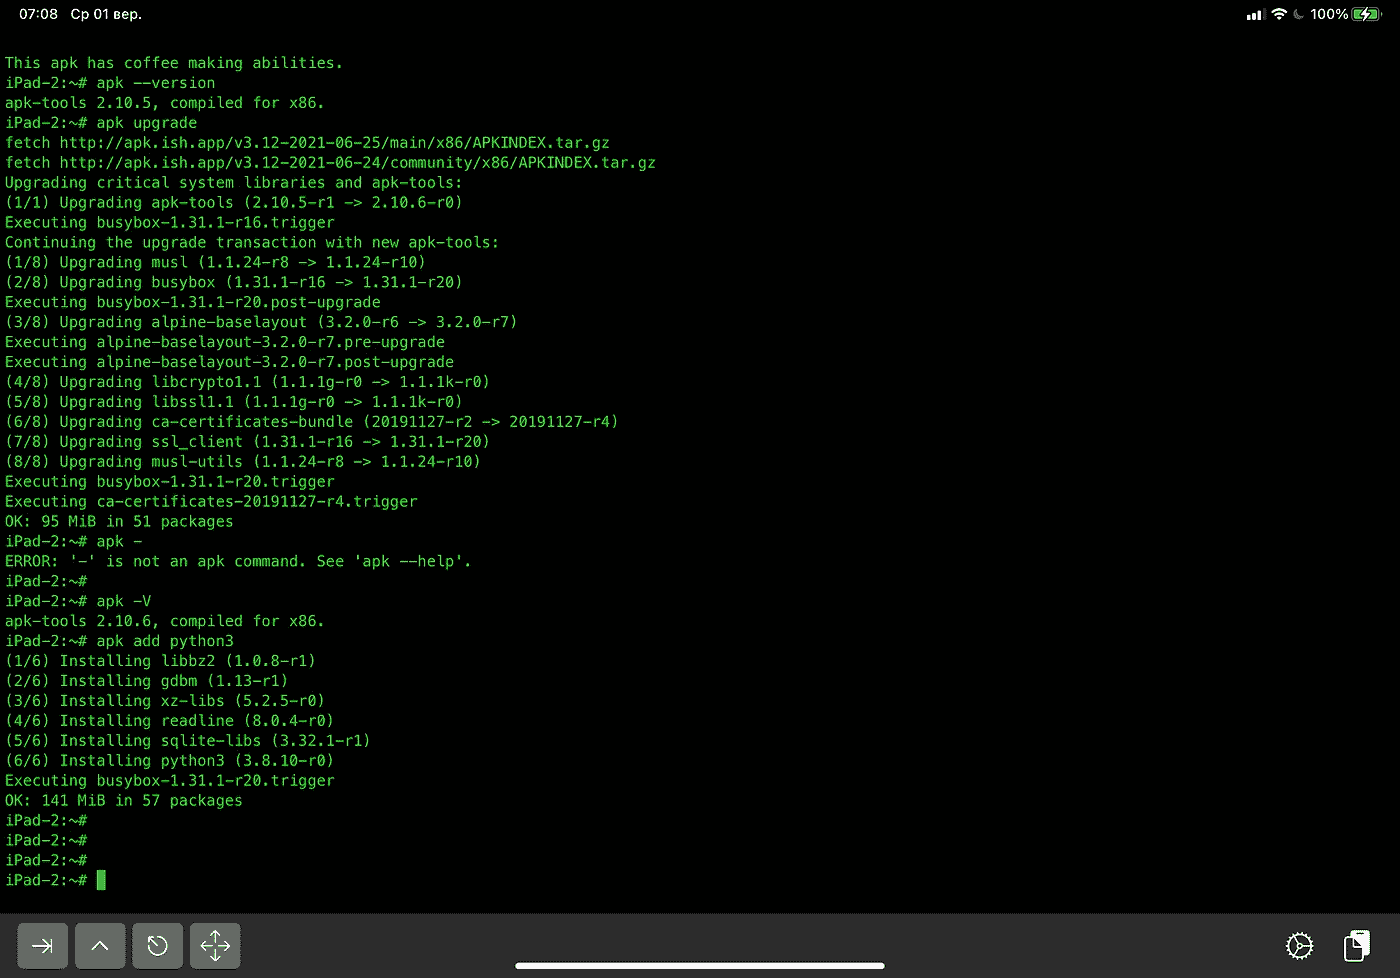 07:08 Ср 01 вер.
100%
This apk has coffee making abilities.
iPad-2:~# apk --version
apk-tools 2.10.5, compiled for x86.
iPad-2:~# apk upgrade
fetch http://apk.ish.app/v3.12-2021-06-25/main/x86/APKINDEX.tar.gz
fetch http://apk.ish.app/v3.12-2021-06-24/community/x86/APKINDEX.tar.gz
Upgrading critical system libraries and apk-tools:
(1/1) Upgrading apk-tools (2.10.5-r1 -> 2.10.6-r0)
Executing busybox-1.31.1-r16.trigger
Continuing the upgrade transaction with new apk-tools:
(1/8) Upgrading musl (1.1.24-r8 -> 1.1.24-r10)
(2/8) Upgrading busybox (1.31.1-r16 -> 1.31.1-r20)
Executing busybox-1.31.1-r20.post-upgrade
(3/8) Upgrading alpine-baselayout (3.2.0-r6 -> 3.2.0-r7)
Executing alpine-baselayout-3.2.0-r7.pre-upgrade
Executing alpine-baselayout-3.2.0-r7.post-upgrade
(4/8) Upgrading libcrypto1.1 (1.1.1g-r0 -> 1.1.1k-r0)
(5/8) Upgrading libssl1.1 (1.1.1g-r0 -> 1.1.1k-r0)
(6/8) Upgrading ca-certificates-bundle (20191127-r2 -> 20191127-r4)
(7/8) Upgrading ssl_client (1.31.1-r16 -> 1.31.1-r20)
(8/8) Upgrading musl-utils (1.1.24-r8 -> 1.1.24-r10)
Executing busybox-1.31.1-r20.trigger
Executing ca-certificates-20191127-r4.trigger
OK: 95 MiB in 51 packages
iPad-2:~# apk -
ERROR: '-' is not an apk command. See 'apk --help'.
iPad-2:~#
iPad-2:~# apk -V
apk-tools 2.10.6, compiled for x86.
iPad-2:~# apk add python3
(1/6) Installing libbz2 (1.0.8-r1)
(2/6) Installing gdbm (1.13-r1)
(3/6) Installing xz-libs (5.2.5-r0)
(4/6) Installing readline (8.0.4-r0)
(5/6) Installing sqlite-libs (3.32.1-r1)
(6/6) Installing python3 (3.8.10-r0)
Executing busybox-1.31.1-r20.trigger
OK: 141 MiB in 57 packages
iPad-2:~#
iPad-2:~#
iPad-2:~#
iPad-2:~#